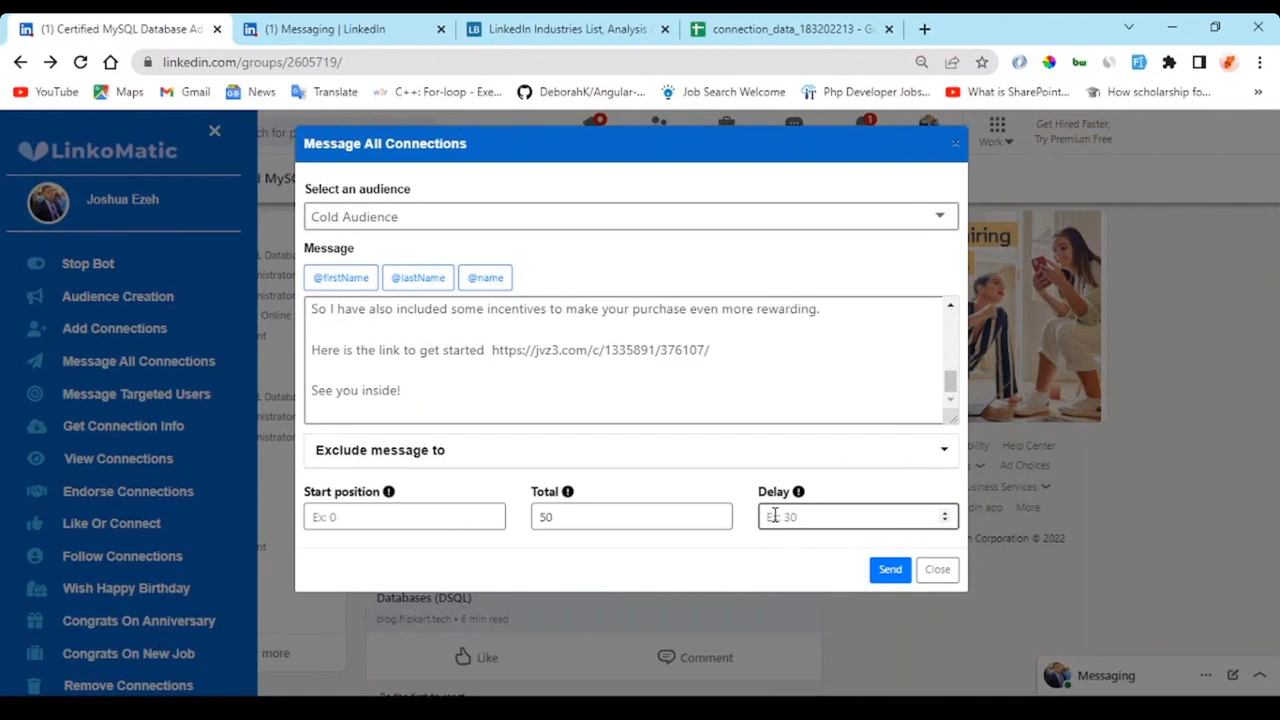 (1) Certified MySQL Database Ad
(1) Messaging | LinkedIn
LinkedIn Industries List, Analysis
connection_data_183202213 - Go
linkedin.com/groups/2605719/
YouTube
Maps
Gmail
News
Translate
C++: For-loop - Exe...
DeborahK/Angular-...
Job Search Welcome
Php Developer Jobs...
What is SharePoint...
How scholarship fo...
LinkoMatic
Joshua Ezeh
Stop Bot
Audience Creation
Add Connections
Message All Connections
Message Targeted Users
Get Connection Info
View Connections
Endorse Connections
Like Or Connect
Follow Connections
Wish Happy Birthday
Congrats On Anniversary
Congrats On New Job
Remove Connections
Work
Get Hired Faster,
Try Premium Free
Message All Connections
Select an audience
Cold Audience
Message
@firstName
@lastName
@name
So I have also included some incentives to make your purchase even more rewarding.
Here is the link to get started https://jvz3.com/c/1335891/376107/
See you inside!
Exclude message to
Start position
Total
Delay
Ex: 0
50
Ex: 30
Send
Close
iring
Help Center
Ad Choices
usiness Services
din app
More
n Corporation © 2022
Databases (DSQL)
blog.flipkart.tech • 6 min read
Like
Comment
more
Messaging